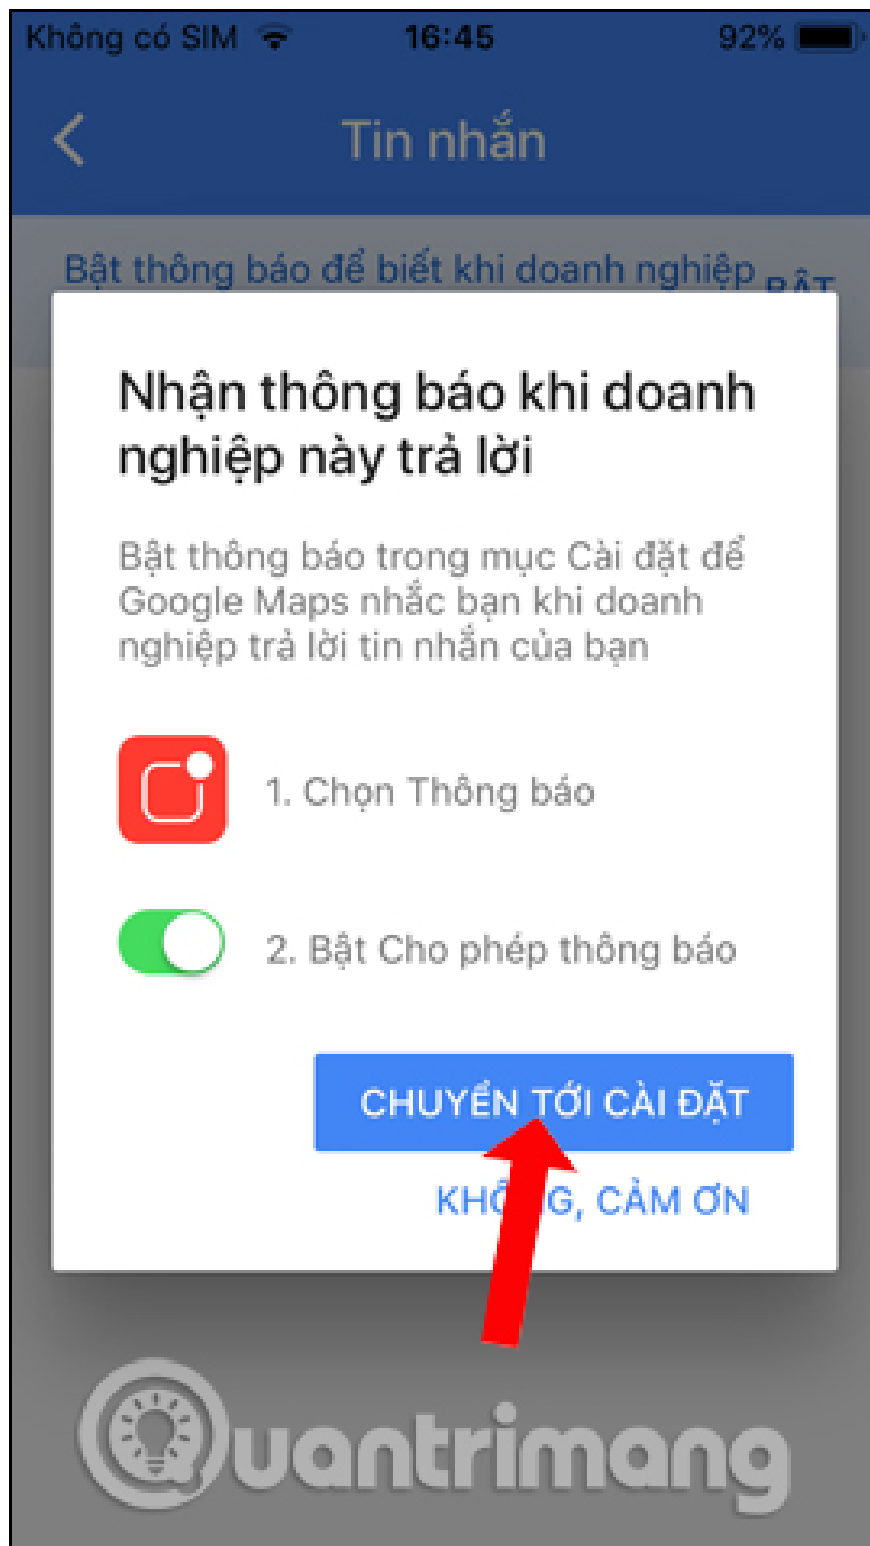 Không có SIM 16:45 92%
Tin nhắn
Bật thông báo để biết khi doanh nghiệp BẬT
Nhận thông báo khi doanh
nghiệp này trả lời
Bật thông báo trong mục Cài đặt để
Google Maps nhắc bạn khi doanh
nghiệp trả lời tin nhắn của bạn
1. Chọn Thông báo
2. Bật Cho phép thông báo
CHUYỂN TỚI CÀI ĐẶT
KHÔNG, CẢM ƠN
Quantrimang